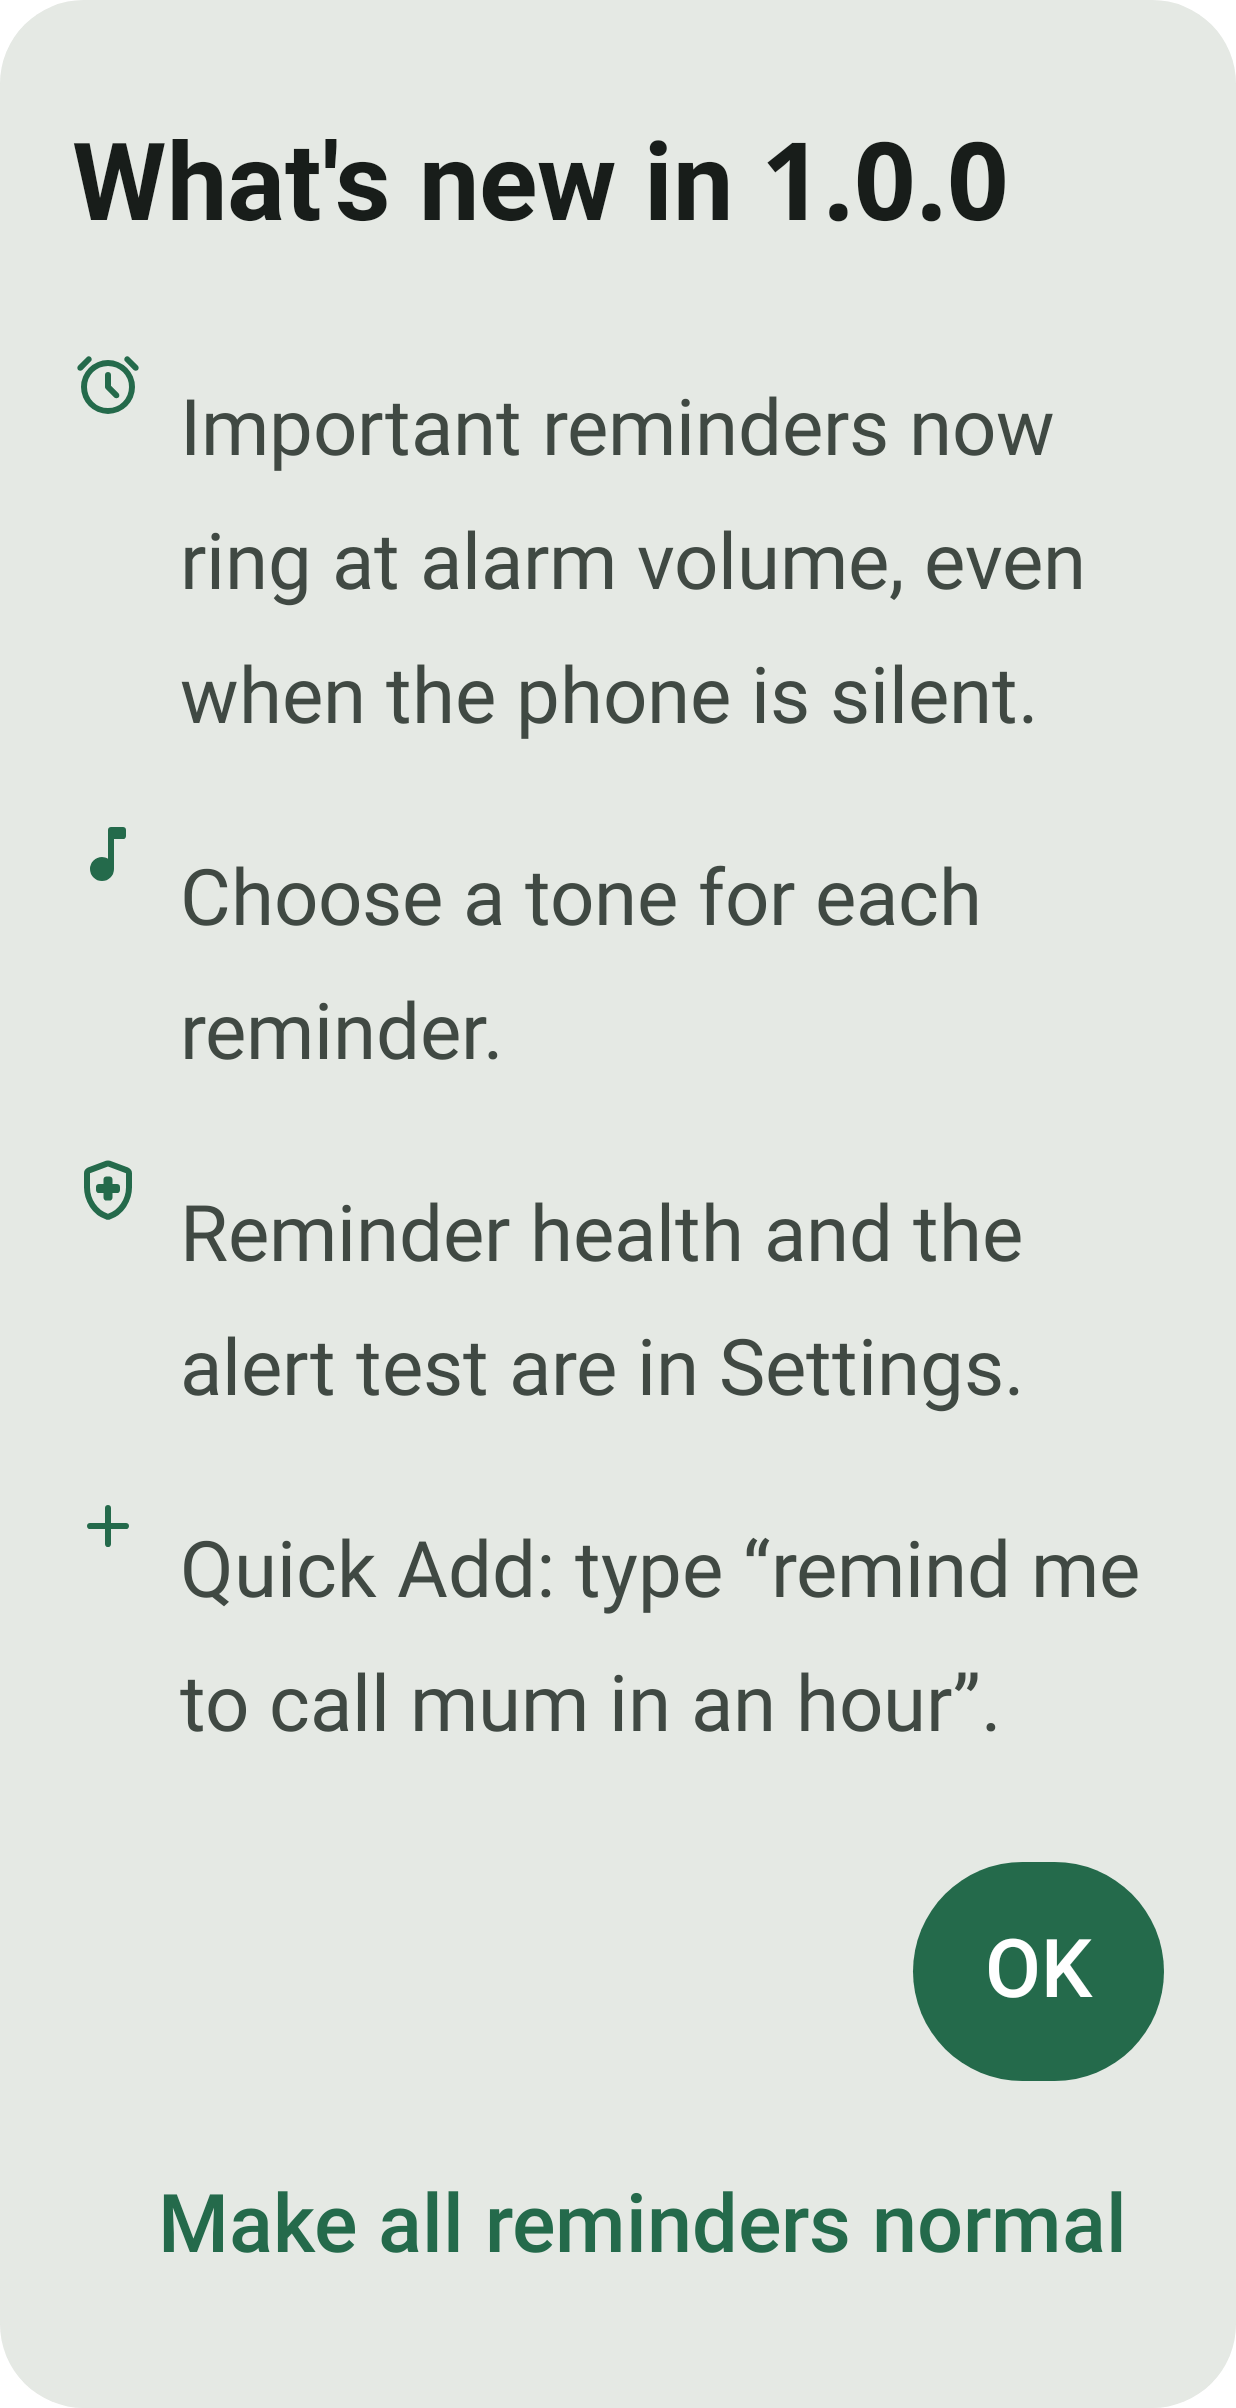 What's new in 1.0.0
Important reminders now
ring at alarm volume, even
when the phone is silent.
Choose a tone for each
reminder.
Reminder health and the
alert test are in Settings.
Quick Add: type “remind me
to call mum in an hour”.
OK
Make all reminders normal